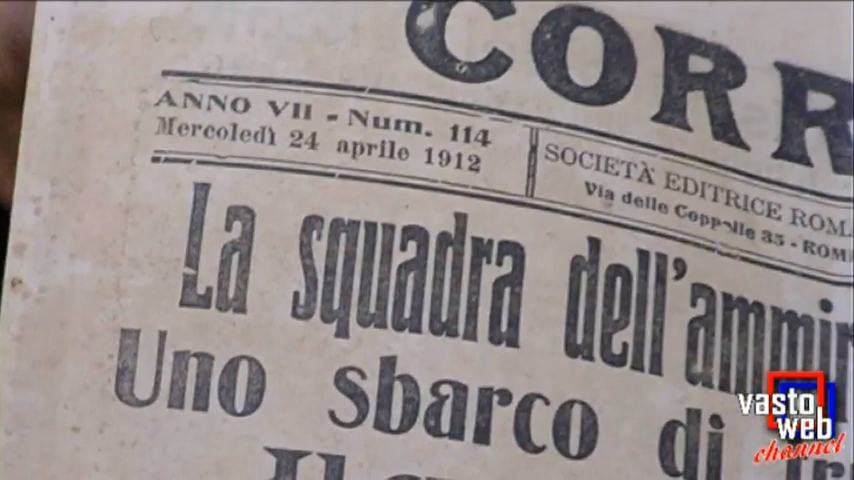 CORR
ANNO VII - Num. 114
Mercoledì 24 aprile 1912
SOCIETÀ EDITRICE ROM
Via delle Coppelle 35 - ROM
La squadra dell'ammir
Uno sbarco di
vasto
web
channel